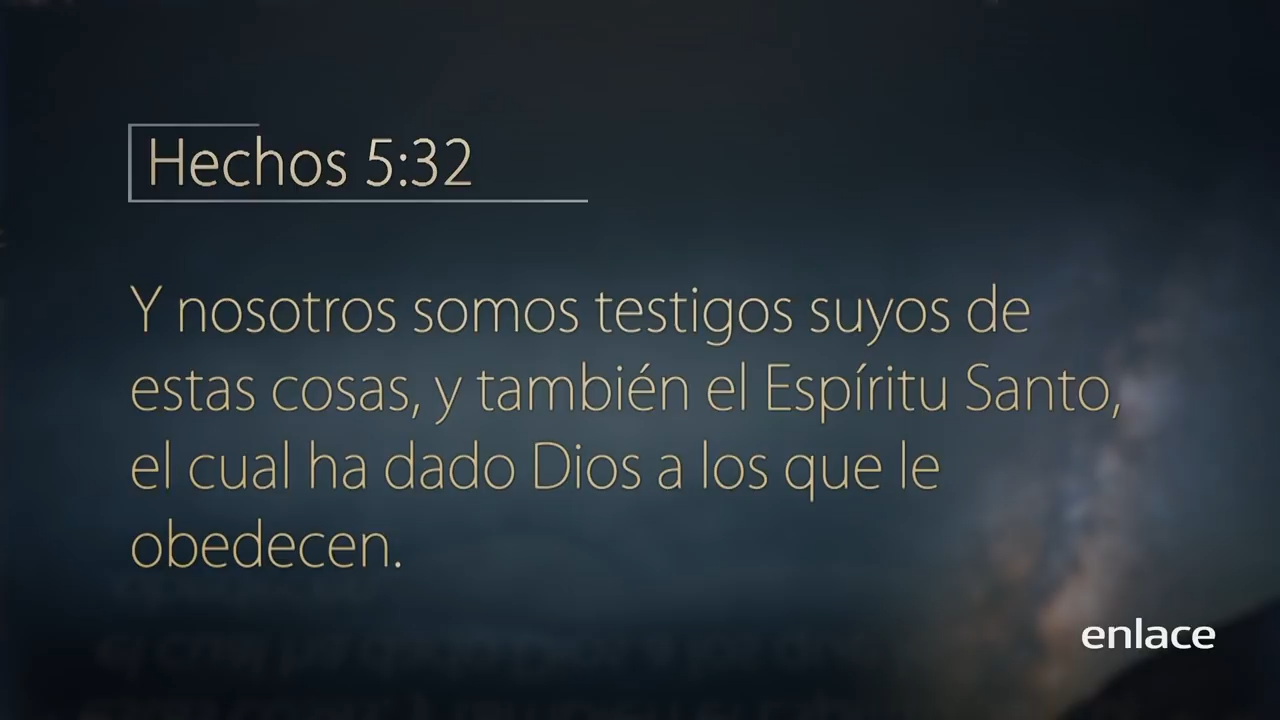 Hechos 5:32
Y nosotros somos testigos suyos de
estas cosas, y también el Espíritu Santo,
el cual ha dado Dios a los que le
obedecen.
enlace